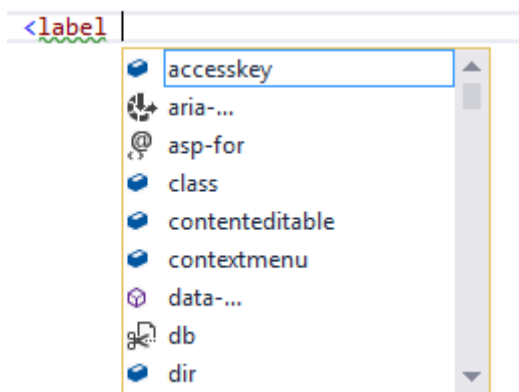 <label
accesskey
aria-...
asp-for
class
contenteditable
contextmenu
data-...
db
dir